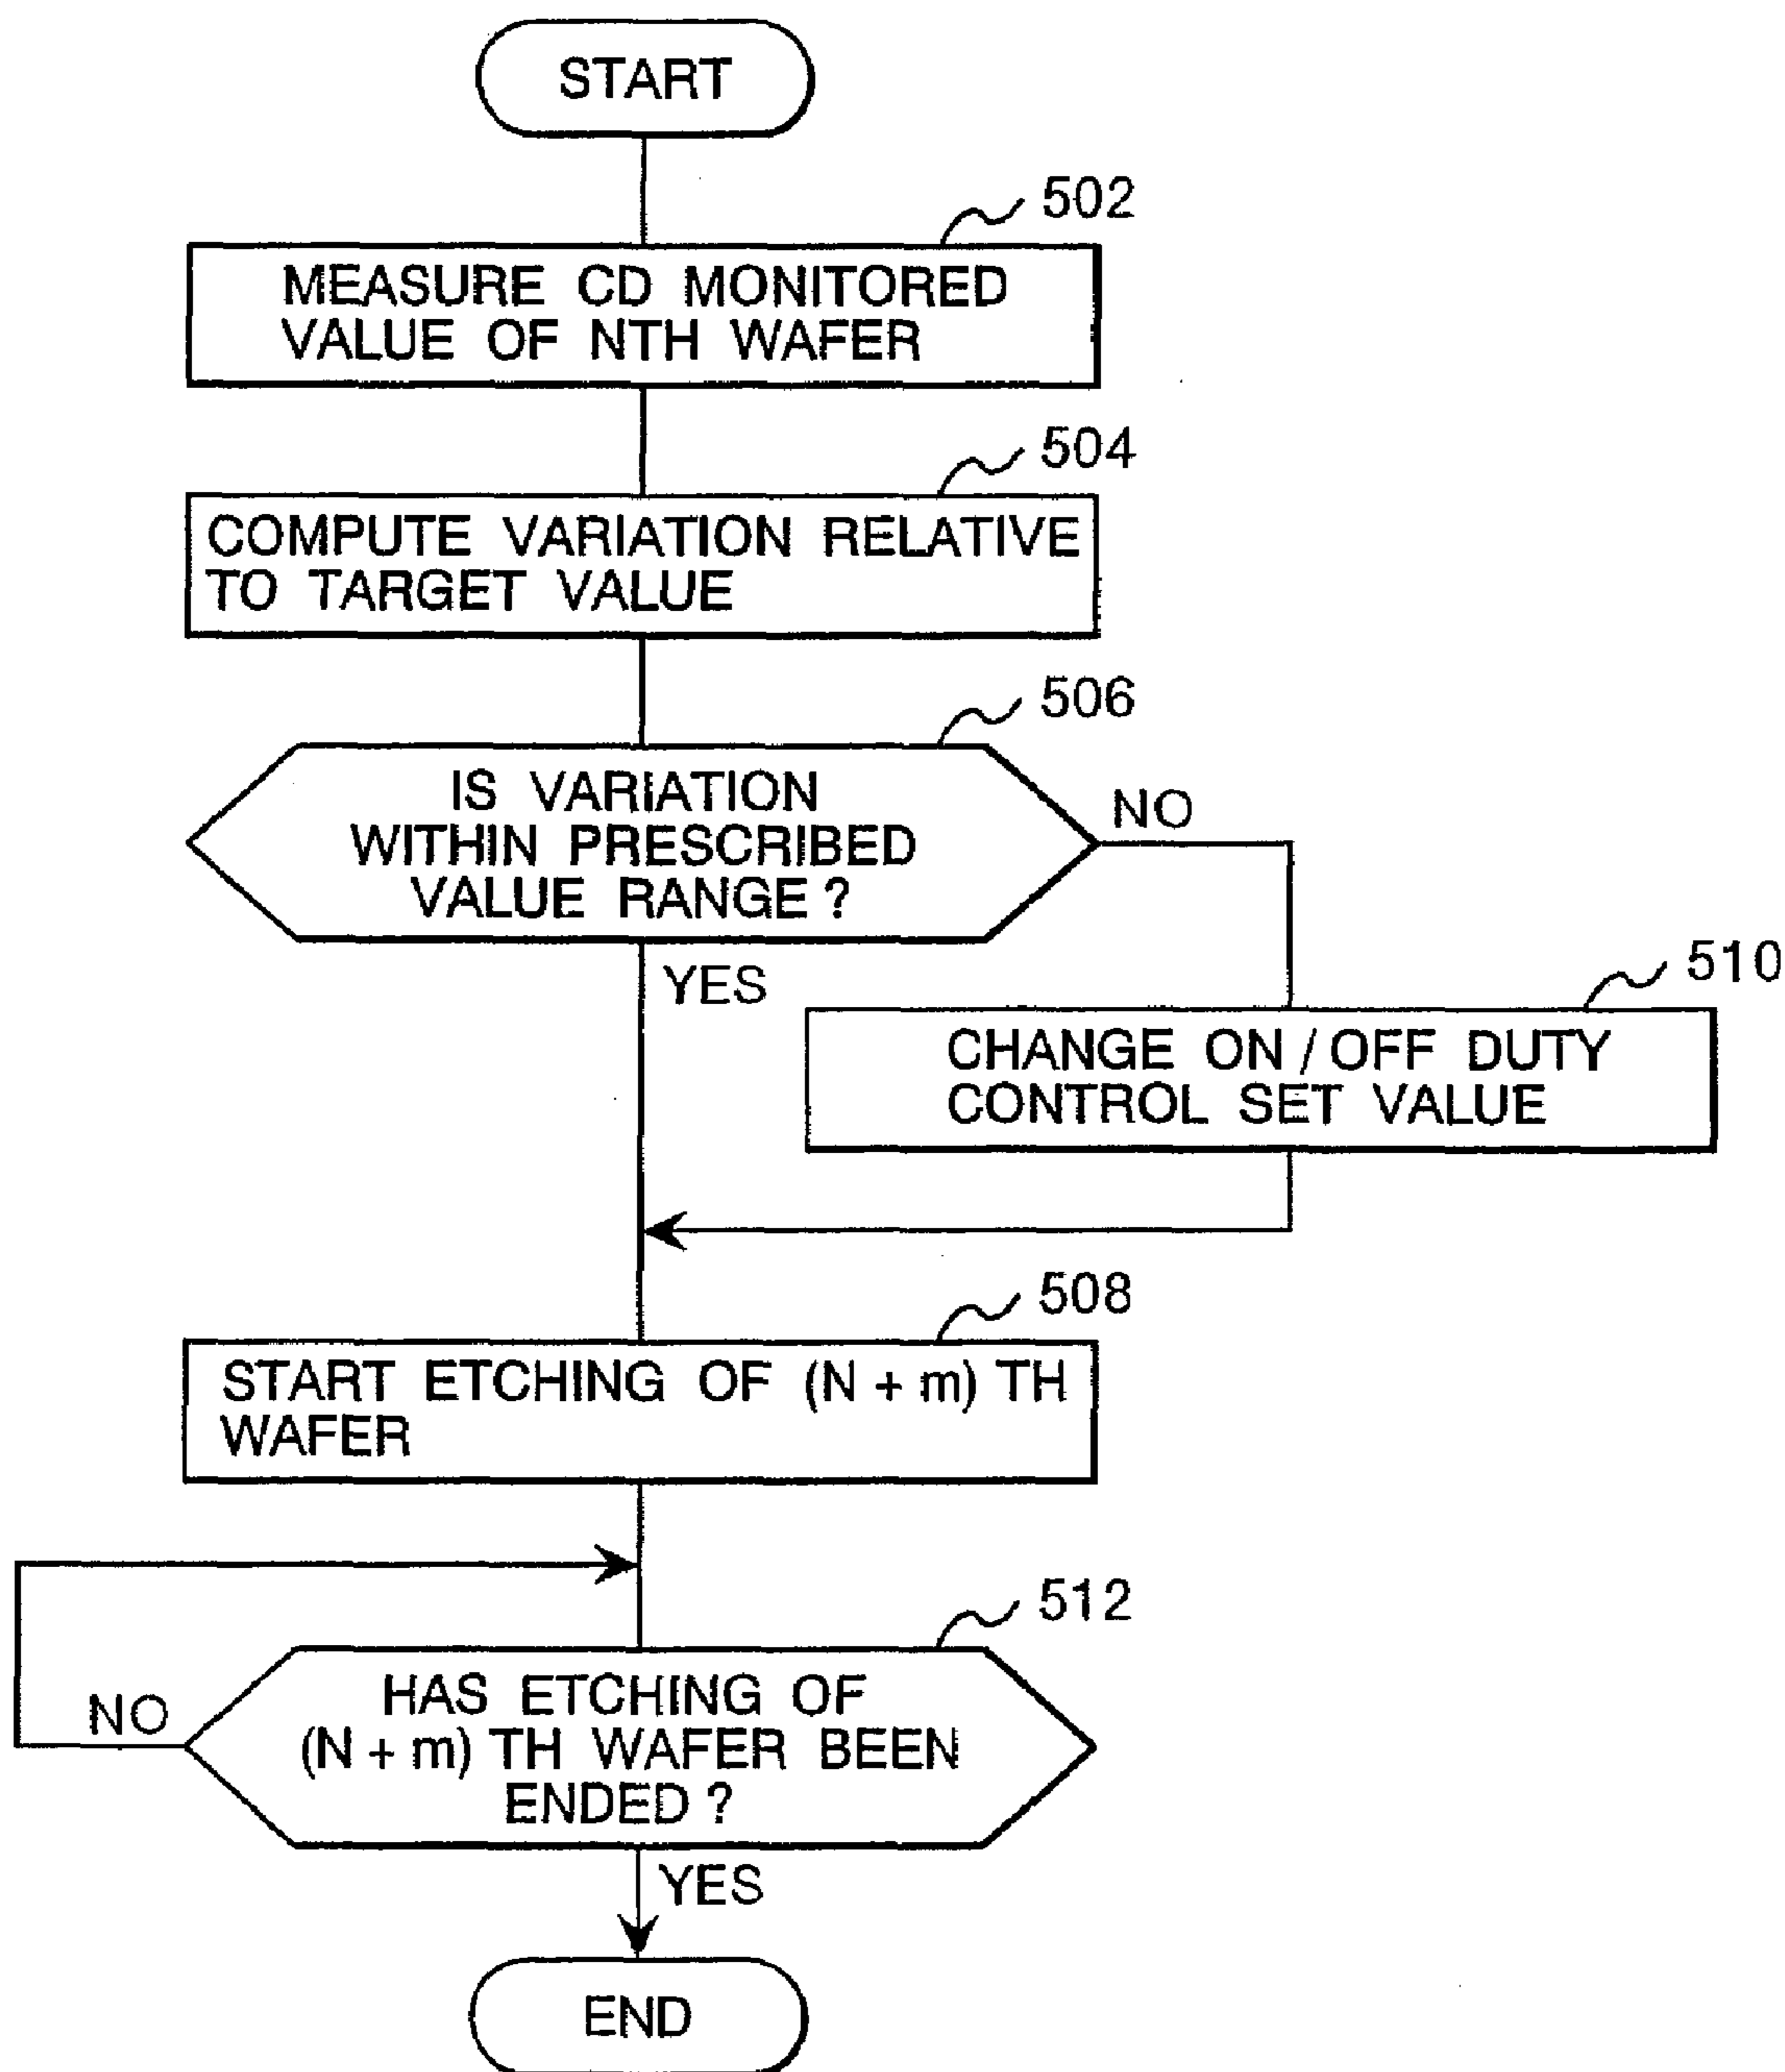 START
502
MEASURE CD MONITORED
VALUE OF NTH WAFER
504
COMPUTE VARIATION RELATIVE
TO TARGET VALUE
506
IS VARIATION
WITHIN PRESCRIBED
VALUE RANGE ?
NO
YES
510
CHANGE ON / OFF DUTY
CONTROL SET VALUE
508
START ETCHING OF (N + m) TH
WAFER
512
HAS ETCHING OF
(N + m) TH WAFER BEEN
ENDED ?
NO
YES
END